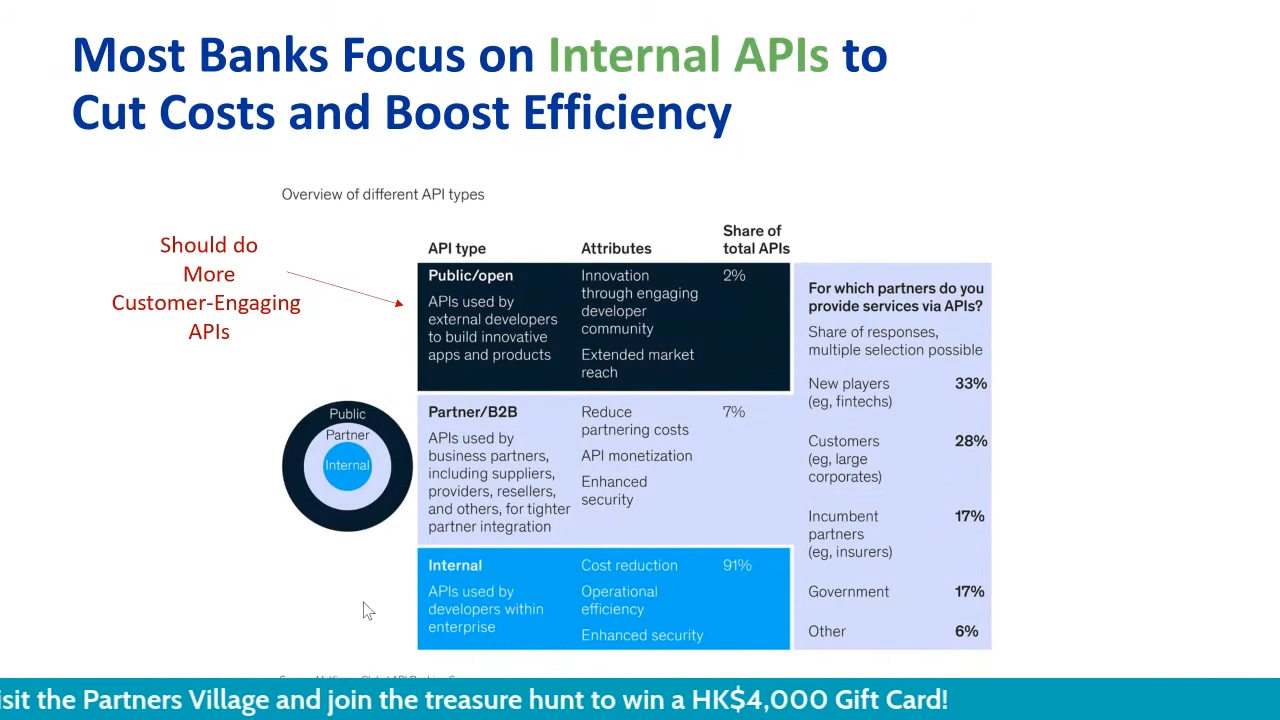 Most Banks Focus on Internal APIs to
Cut Costs and Boost Efficiency
Overview of different API types
Should do
More
Customer-Engaging
APIs
API type
Attributes
Share of
total APIs
Public/open
APIs used by
external developers
to build innovative
apps and products
Innovation
through engaging
developer
community
Extended market
reach
2%
Partner/B2B
APIs used by
business partners,
including suppliers,
providers, resellers,
and others, for tighter
partner integration
Reduce
partnering costs
API monetization
Enhanced
security
7%
Internal
APIs used by
developers within
enterprise
Cost reduction
Operational
efficiency
Enhanced security
91%
Public
Partner
Internal
For which partners do you
provide services via APIs?
Share of responses,
multiple selection possible
New players
(eg, fintechs)
33%
Customers
(eg, large
corporates)
28%
Incumbent
partners
(eg, insurers)
17%
Government
17%
Other
6%
isit the Partners Village and join the treasure hunt to win a HK$4,000 Gift Card!